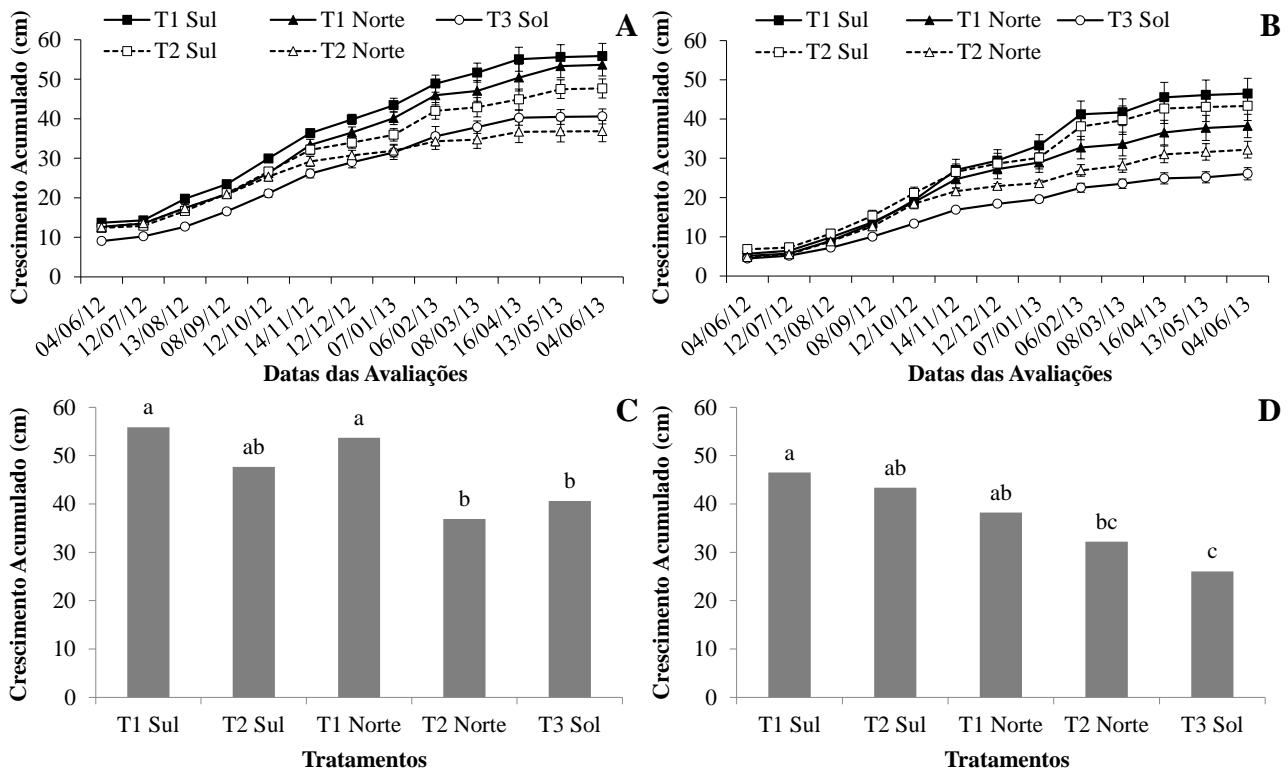 T1 Sul T1 Norte T3 Sol
T2 Sul T2 Norte
A
Crescimento Acumulado (cm)
60
50
40
30
20
10
0
04/06/12
12/07/12
13/08/12
08/09/12
12/10/12
14/11/12
12/12/12
07/01/13
06/02/13
08/03/13
16/04/13
13/05/13
04/06/13
Datas das Avaliações
T1 Sul T1 Norte T3 Sol
T2 Sul T2 Norte
B
Crescimento Acumulado (cm)
60
50
40
30
20
10
0
04/06/12
12/07/12
13/08/12
08/09/12
12/10/12
14/11/12
12/12/12
07/01/13
06/02/13
08/03/13
16/04/13
13/05/13
04/06/13
Datas das Avaliações
C
Crescimento Acumulado (cm)
60
50
40
30
20
10
0
a ab a b b
T1 Sul T2 Sul T1 Norte T2 Norte T3 Sol
Tratamentos
D
Crescimento Acumulado (cm)
60
50
40
30
20
10
0
a ab ab bc c
T1 Sul T2 Sul T1 Norte T2 Norte T3 Sol
Tratamentos